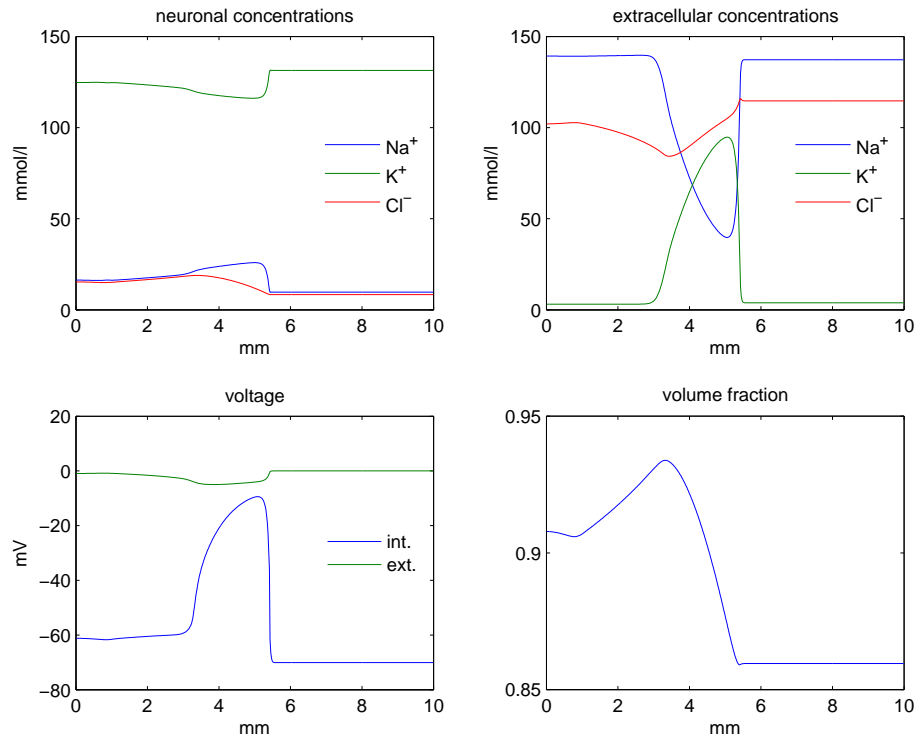 neuronal concentrations
150
100
50
0
mmol/l
Na+
K+
Cl−
0 2 4 6 8 10
mm
extracellular concentrations
150
100
50
0
mmol/l
Na+
K+
Cl−
0 2 4 6 8 10
mm
voltage
20
0
−20
−40
−60
−80
mV
int.
ext.
0 2 4 6 8 10
mm
volume fraction
0.95
0.9
0.85
0 2 4 6 8 10
mm